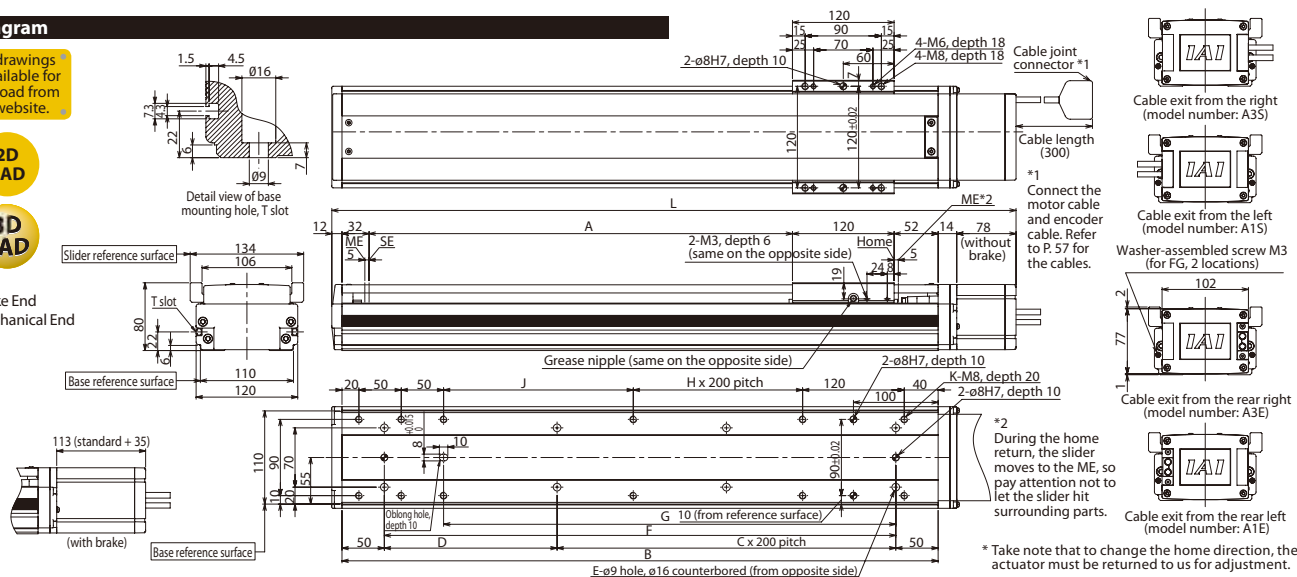 120
15 90 15
25 70 25
2-ø8H7, depth 10
60
7
4-M6, depth 18
4-M8, depth 18
Cable joint
connector *1
120
120±0.02
Cable length
(300)
*1
Connect the
motor cable
and encoder
cable. Refer
to P. 57 for
the cables.
drawings
load from
website.
2D
AD
3D
AD
1.5 4.5
Ø16
7.3
4.3
22
6
Ø9
7
Detail view of base
mounting hole, T slot
IAI
Cable exit from the right
(model number: A3S)
IAI
Cable exit from the left
(model number: A1S)
Washer-assembled screw M3
(for FG, 2 locations)
102
2
77
1
IAI
Cable exit from the rear right
(model number: A3E)
IAI
Cable exit from the rear left
(model number: A1E)
L
ME*2
12 32 A 120 52 14 78
(without
brake)
ME SE
5
2-M3, depth 6
(same on the opposite side)
Home
5
24 8
19
Grease nipple (same on the opposite side)
134
Slider reference surface
106
T slot
80
22
6
Base reference surface
110
120
2-ø8H7, depth 10
K-M8, depth 20
2-ø8H7, depth 10
20 50 50 J H x 200 pitch 120 40
100
110
90
70
55
10
20
8 +0.015 0
10
90±0.02
Oblong hole,
depth 10
G 10 (from reference surface)
F
50 D C x 200 pitch 50
B
E-ø9 hole, ø16 counterbored (from opposite side)
Base reference surface
113 (standard + 35)
(with brake)
*2
During the home
return, the slider
moves to the ME, so
pay attention not to
let the slider hit
surrounding parts.
* Take note that to change the home direction, the
actuator must be returned to us for adjustment.